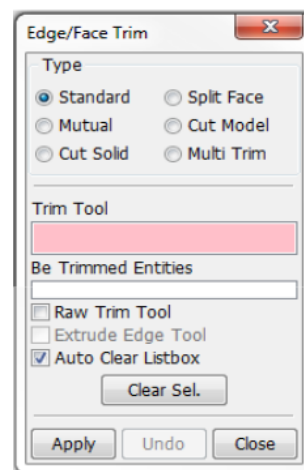 Edge/Face Trim
Type
Standard Split Face
Mutual Cut Model
Cut Solid Multi Trim
Trim Tool
Be Trimmed Entities
Raw Trim Tool
Extrude Edge Tool
Auto Clear Listbox
Clear Sel.
Apply Undo Close